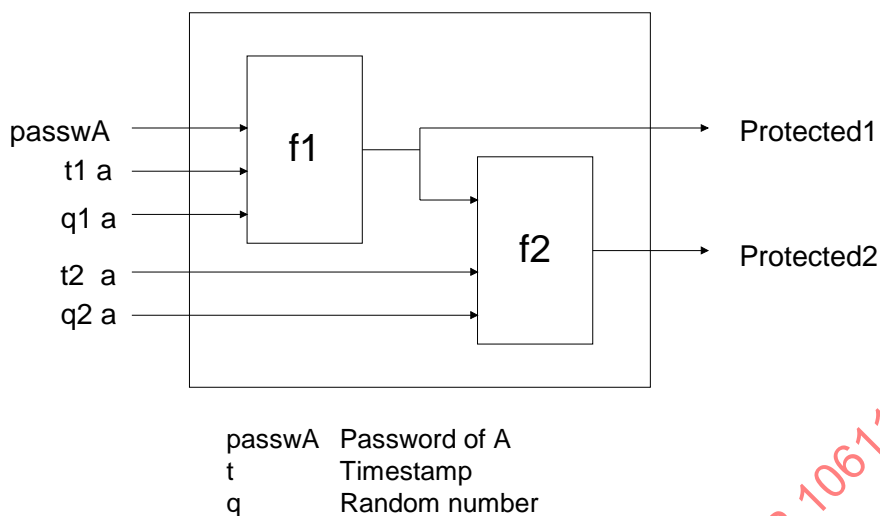 passwA
t1 a
q1 a
t2 a
q2 a
f1
f2
Protected1
Protected2
passwA Password of A
t Timestamp
q Random number